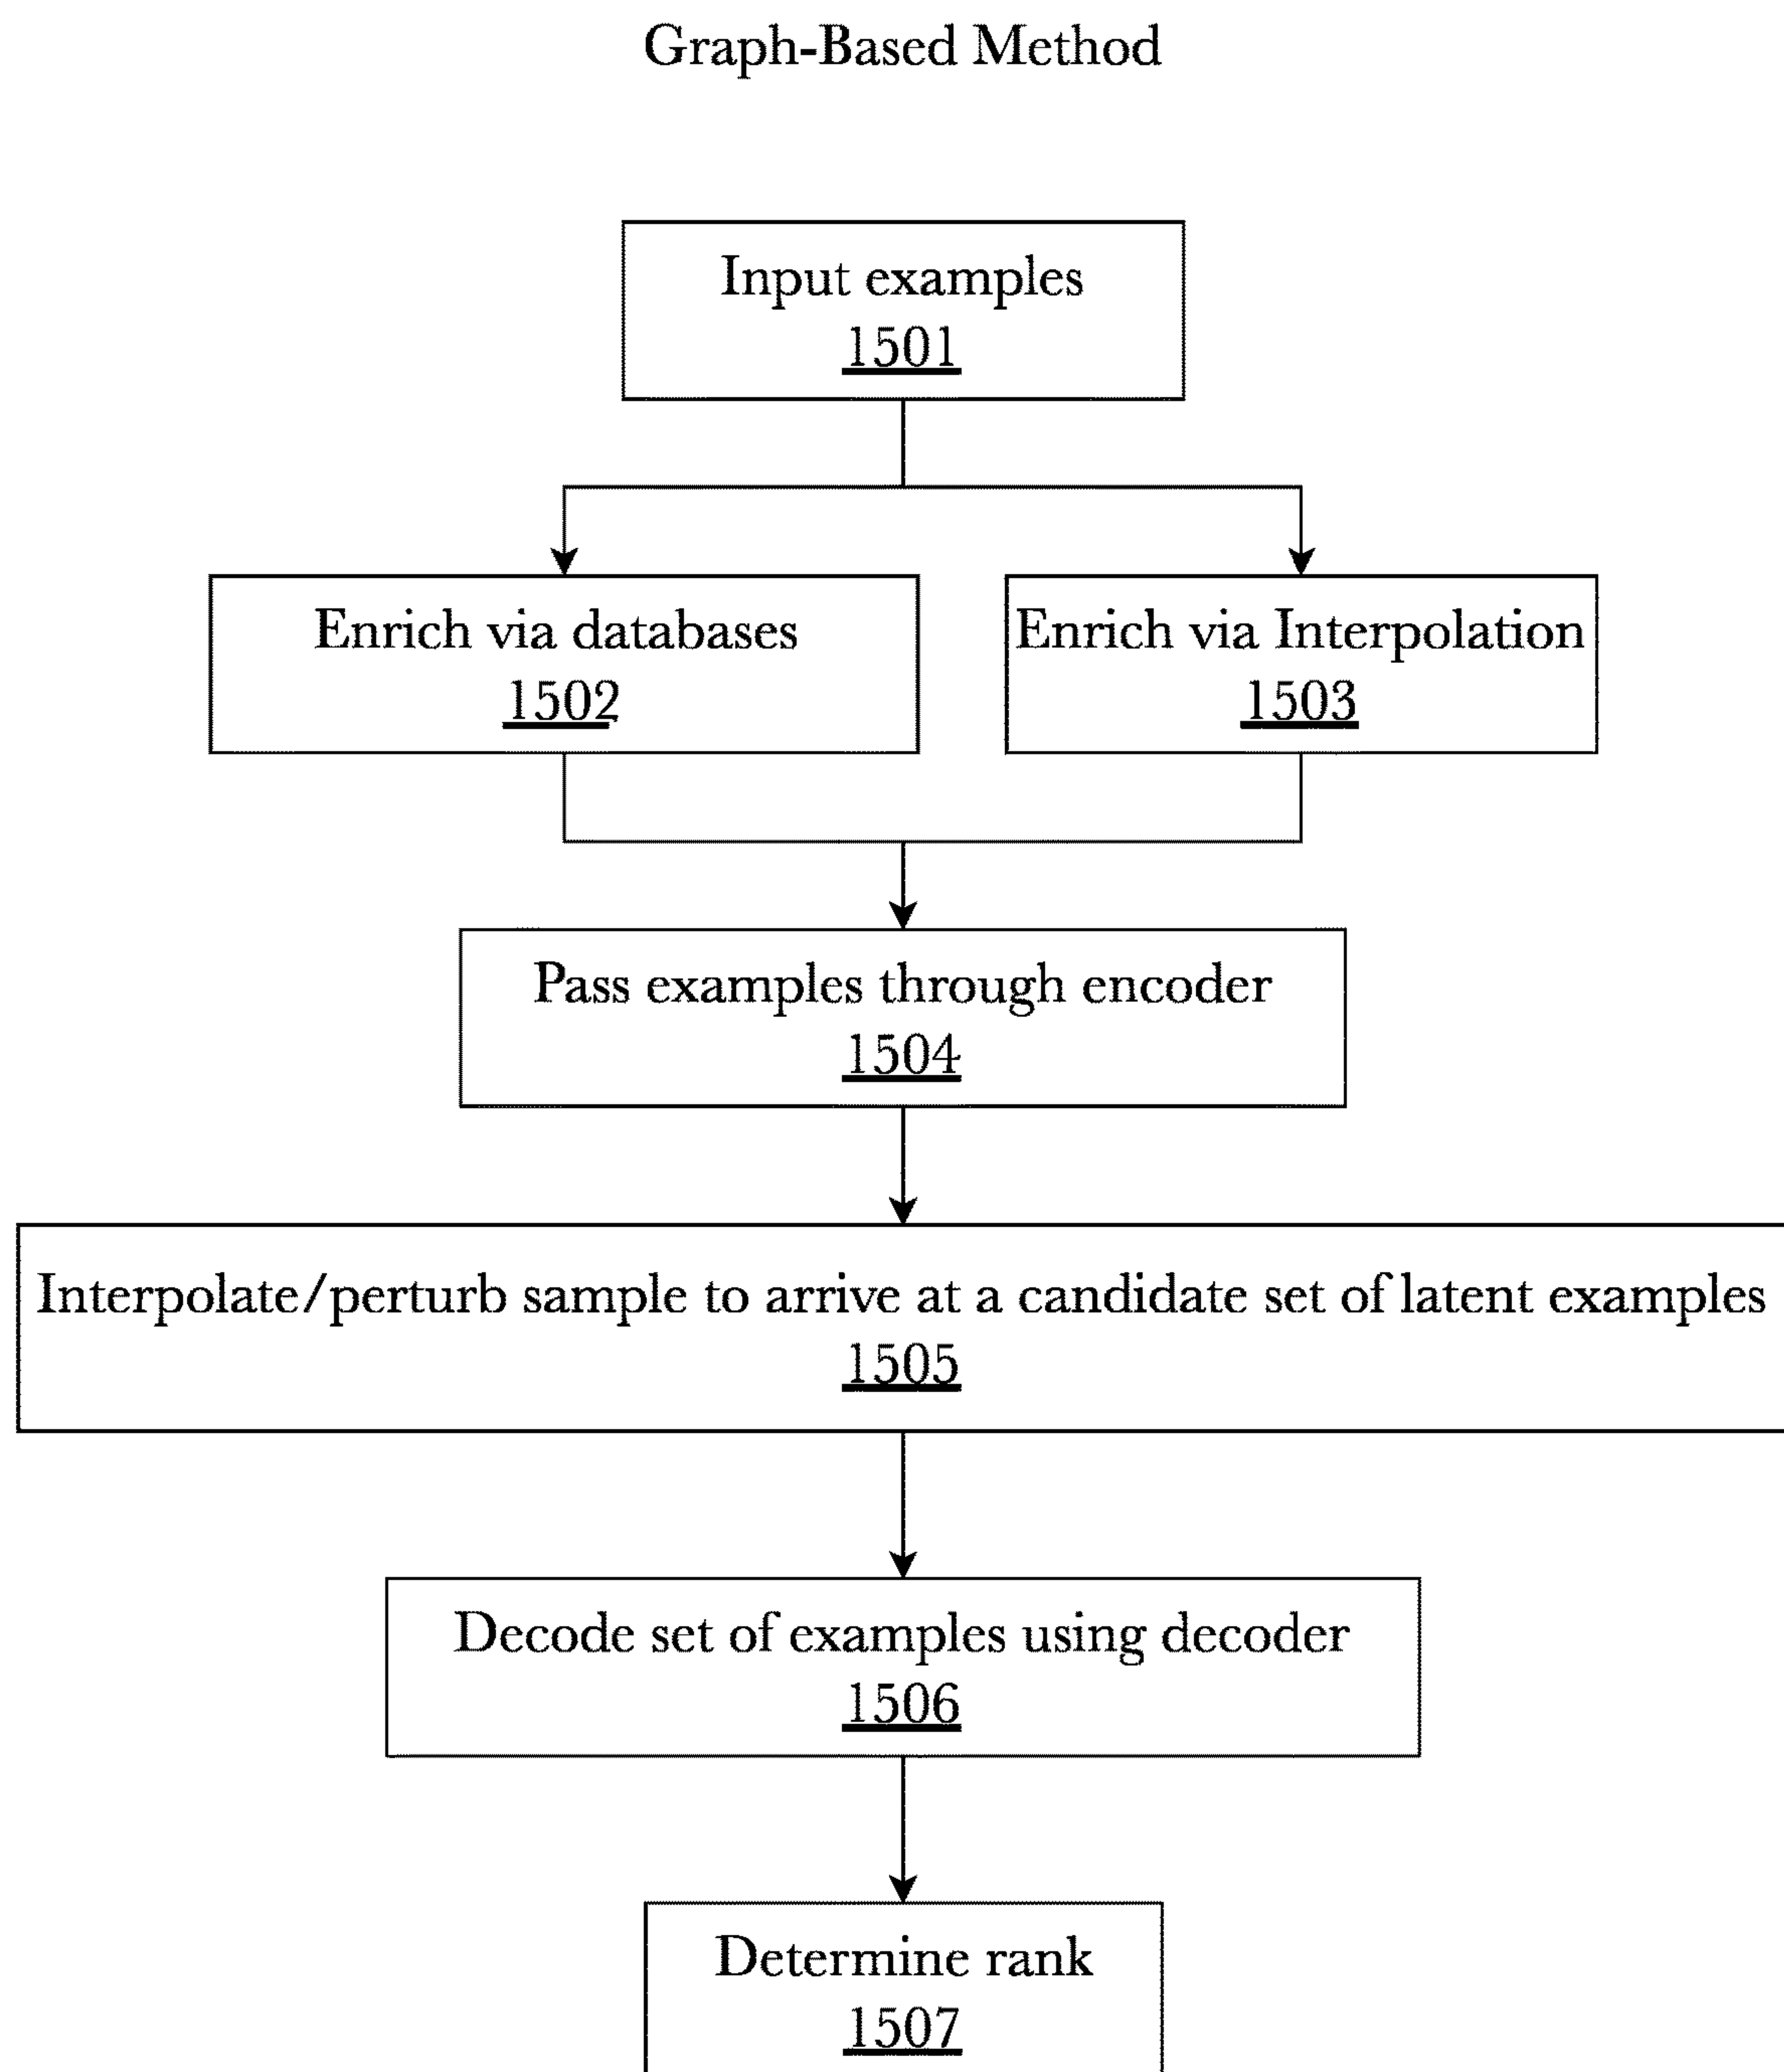 Graph-Based Method
Input examples
1501
Enrich via databases
1502
Enrich via Interpolation
1503
Pass examples through encoder
1504
Interpolate/perturb sample to arrive at a candidate set of latent examples
1505
Decode set of examples using decoder
1506
Determine rank
1507